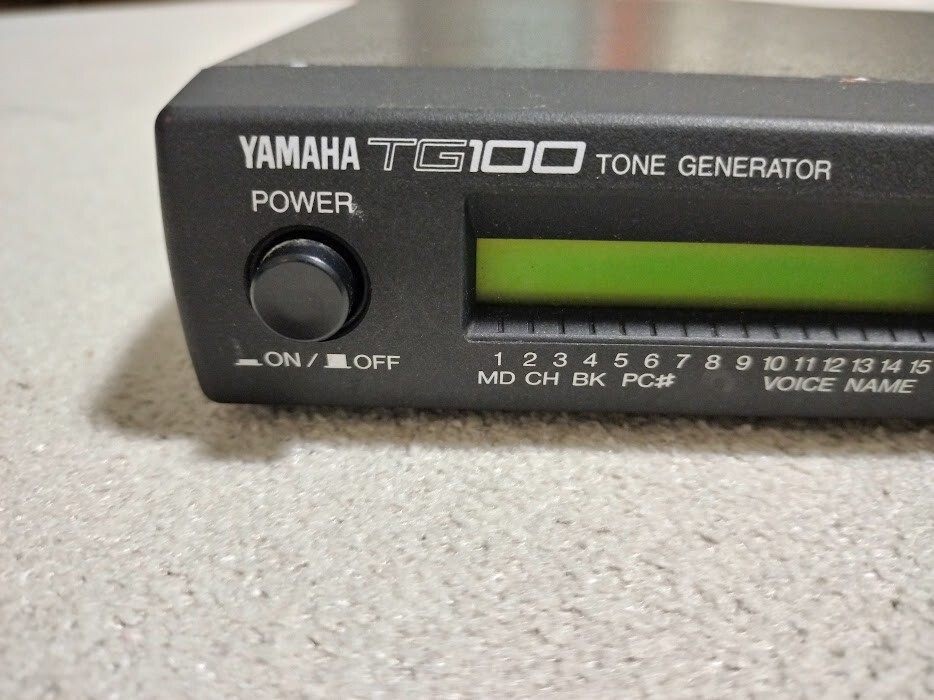 YAMAHA TG100 TONE GENERATOR
POWER
ON / OFF
1 2 3 4 5 6 7 8 9 10 11 12 13 14 15
MD CH BK PC# VOICE NAME